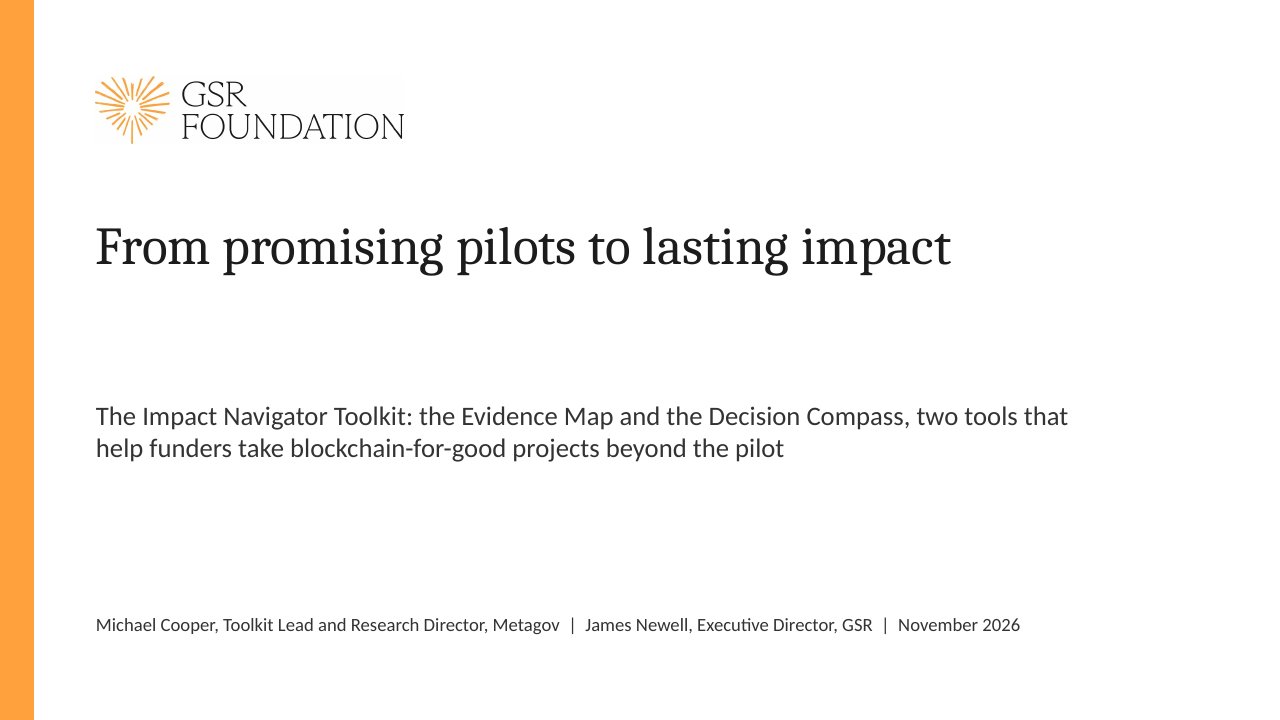 GSR
FOUNDATION
From promising pilots to lasting impact
The Impact Navigator Toolkit: the Evidence Map and the Decision Compass, two tools that
help funders take blockchain-for-good projects beyond the pilot
Michael Cooper, Toolkit Lead and Research Director, Metagov | James Newell, Executive Director, GSR | November 2026